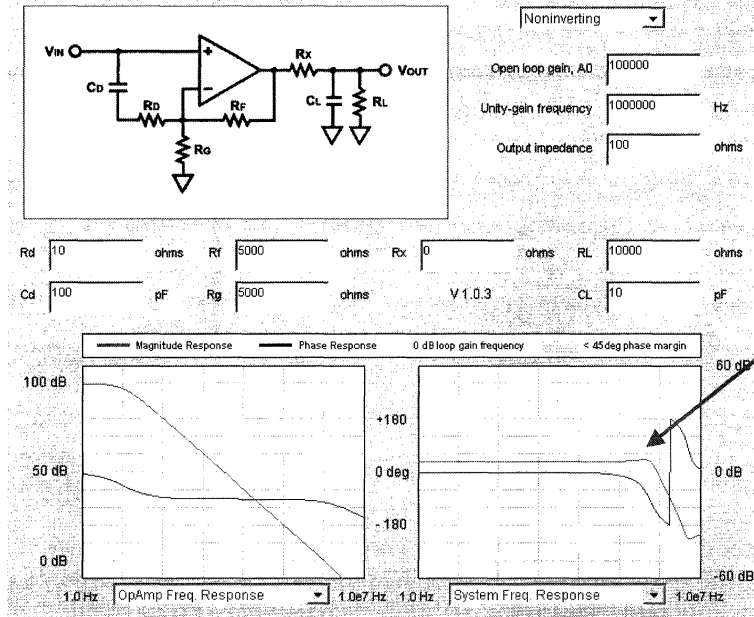 Noninverting
VIN
VOUT
RX
CD
RD
RF
CL
RL
RG
Open loop gain, A0 100000
Unity-gain frequency 1000000 Hz
Output impedance 100 ohms
Rd 10 ohms Rf 5000 ohms Rx 0 ohms RL 10000 ohms
Cd 100 pF Rg 5000 ohms V 1.0.3 CL 10 pF
Magnitude Response Phase Response 0 dB loop gain frequency < 45deg phase margin
100 dB
50 dB
0 dB
+180
0 deg
-180
60 dB
0 dB
-60 dB
1.0 Hz OpAmp Freq. Response 1.0e7 Hz
1.0 Hz System Freq. Response 1.0e7 Hz